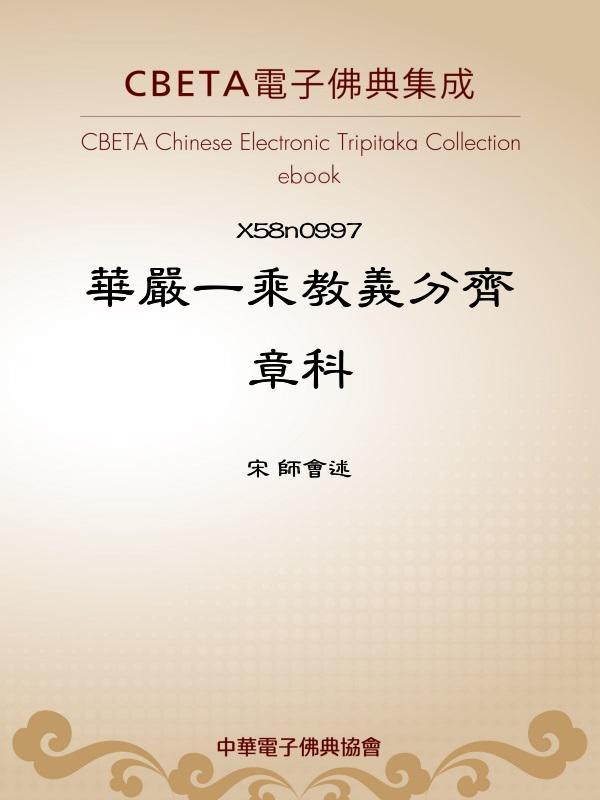 CBETA電子佛典集成
CBETA Chinese Electronic Tripitaka Collection
ebook
X58n0997
華嚴一乘教義分齊
章科
宋 師會述
中華電子佛典協會